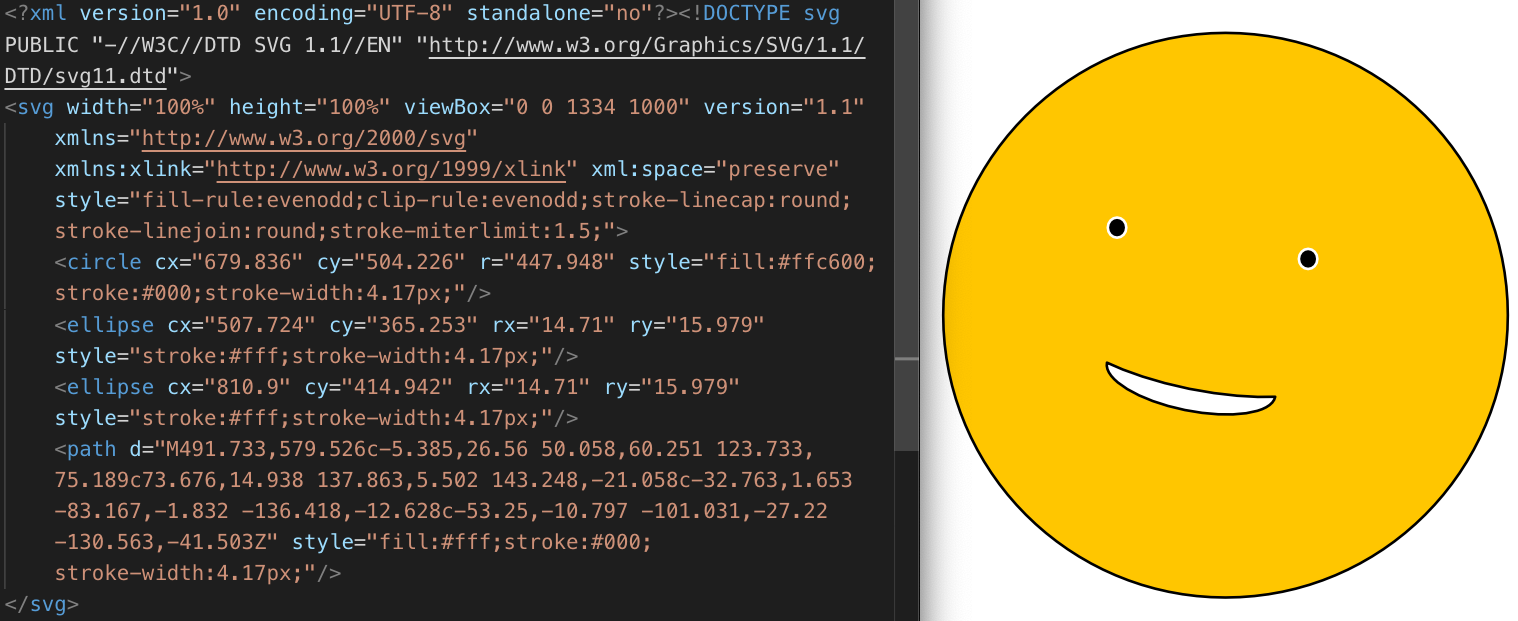 <?xml version="1.0" encoding="UTF-8" standalone="no"?><!DOCTYPE svg
PUBLIC "-//W3C//DTD SVG 1.1//EN" "http://www.w3.org/Graphics/SVG/1.1/
DTD/svg11.dtd">
<svg width="100%" height="100%" viewBox="0 0 1334 1000" version="1.1"
xmlns="http://www.w3.org/2000/svg"
xmlns:xlink="http://www.w3.org/1999/xlink" xml:space="preserve"
style="fill-rule:evenodd;clip-rule:evenodd;stroke-linecap:round;
stroke-linejoin:round;stroke-miterlimit:1.5;">
<circle cx="679.836" cy="504.226" r="447.948" style="fill:#ffc600;
stroke:#000;stroke-width:4.17px;"/>
<ellipse cx="507.724" cy="365.253" rx="14.71" ry="15.979"
style="stroke:#fff;stroke-width:4.17px;"/>
<ellipse cx="810.9" cy="414.942" rx="14.71" ry="15.979"
style="stroke:#fff;stroke-width:4.17px;"/>
<path d="M491.733,579.526c-5.385,26.56 50.058,60.251 123.733,
75.189c73.676,14.938 137.863,5.502 143.248,-21.058c-32.763,1.653
-83.167,-1.832 -136.418,-12.628c-53.25,-10.797 -101.031,-27.22
-130.563,-41.503Z" style="fill:#fff;stroke:#000;
stroke-width:4.17px;"/>
</svg>